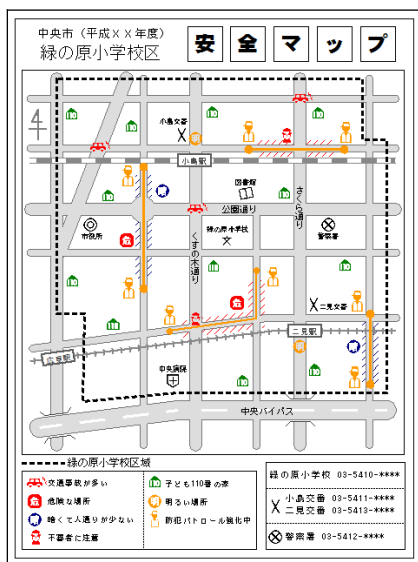 中央市（平成ＸＸ年度）
緑の原小学校区
安全マップ
小島交番
小島駅
図書館
公園通り
さくら通り
市役所
緑の原小学校
警察署
くすの木通り
二見交番
二見駅
広見駅
中央病院
中央バイパス
緑の原小学校区域
交通事故が多い
危険な場所
暗くて人通りが少ない
不審者に注意
子ども110番の家
明るい場所
防犯パトロール強化中
緑の原小学校 03-5410-****
小島交番 03-5411-****
二見交番 03-5413-****
警察署 03-5412-****